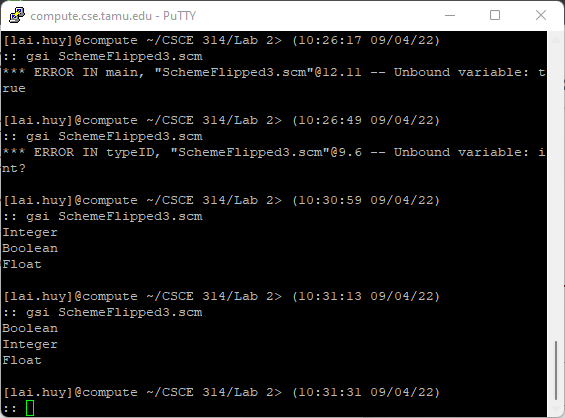 compute.cse.tamu.edu - PuTTY
[lai.huy]@compute ~/CSCE 314/Lab 2> (10:26:17 09/04/22)
:: gsi SchemeFlipped3.scm
*** ERROR IN main, "SchemeFlipped3.scm"@12.11 -- Unbound variable: t
rue
[lai.huy]@compute ~/CSCE 314/Lab 2> (10:26:49 09/04/22)
:: gsi SchemeFlipped3.scm
*** ERROR IN typeID, "SchemeFlipped3.scm"@9.6 -- Unbound variable: i
nt?
[lai.huy]@compute ~/CSCE 314/Lab 2> (10:30:59 09/04/22)
:: gsi SchemeFlipped3.scm
Integer
Boolean
Float
[lai.huy]@compute ~/CSCE 314/Lab 2> (10:31:13 09/04/22)
:: gsi SchemeFlipped3.scm
Boolean
Integer
Float
[lai.huy]@compute ~/CSCE 314/Lab 2> (10:31:31 09/04/22)
::